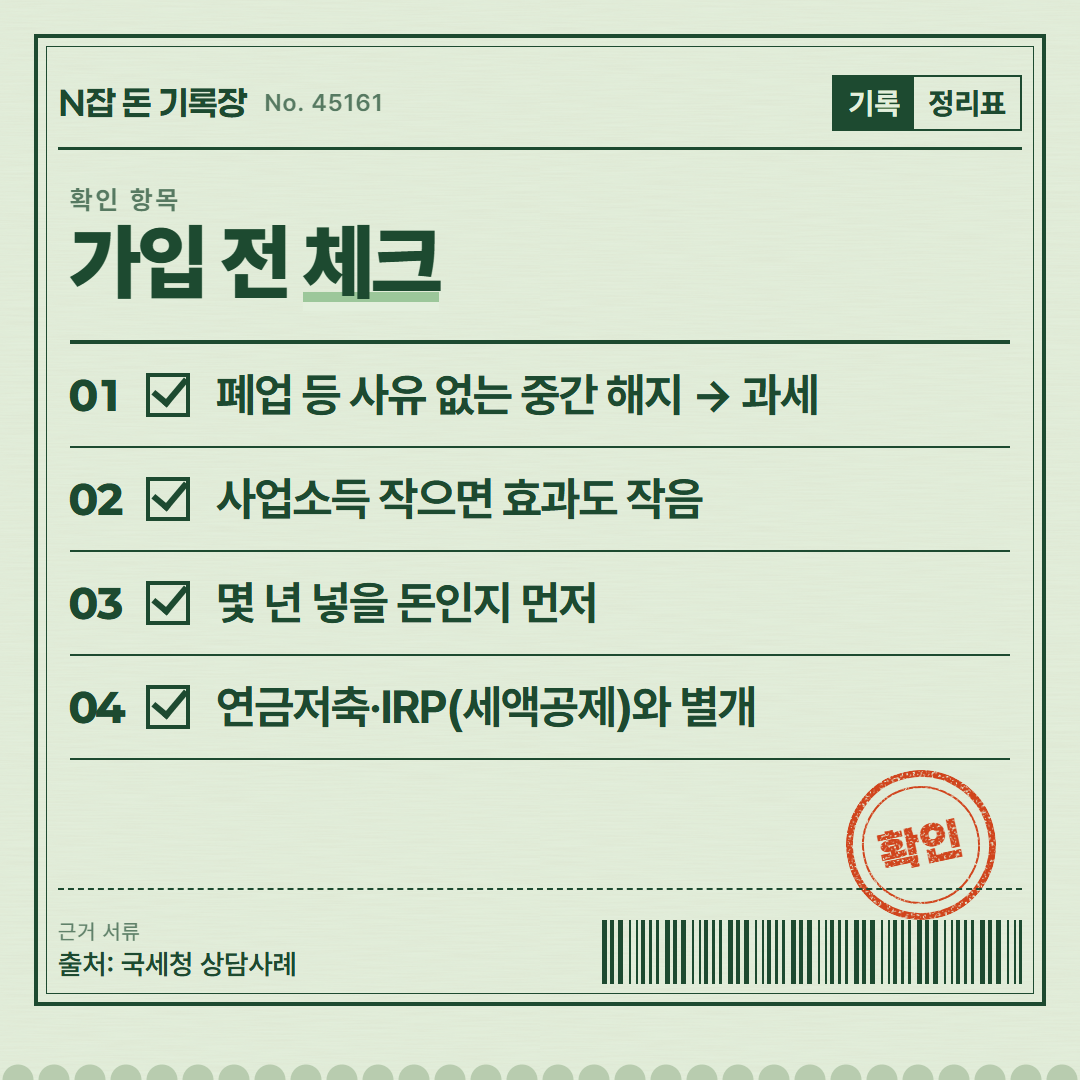 N잡 돈 기록장 No. 45161
기록 정리표
확인 항목
가입 전 체크
01 폐업 등 사유 없는 중간 해지 → 과세
02 사업소득 작으면 효과도 작음
03 몇 년 넣을 돈인지 먼저
04 연금저축·IRP(세액공제)와 별개
확인
근거 서류
출처: 국세청 상담사례